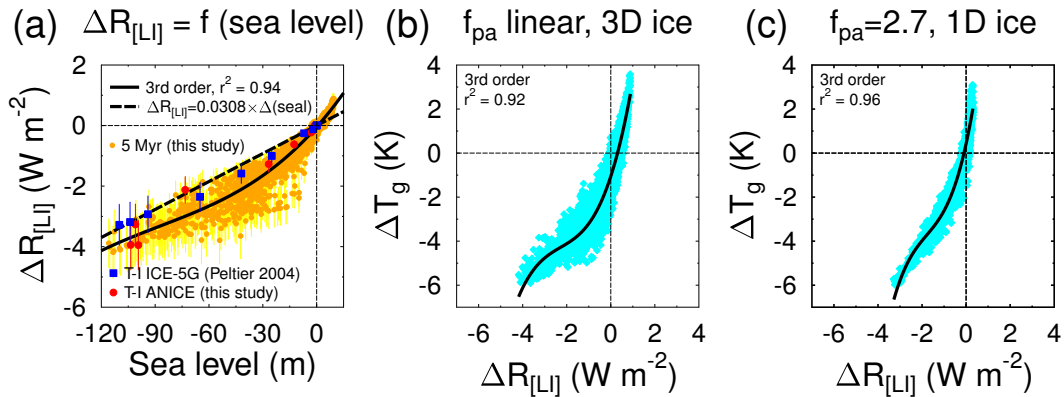 (a) ΔR[LI] = f (sea level)
2
0
-2
-4
-6
ΔR[LI] (W m-2)
3rd order, r2 = 0.94
ΔR[LI]=0.0308×Δ(seal)
5 Myr (this study)
T-I ICE-5G (Peltier 2004)
T-I ANICE (this study)
-120 -90 -60 -30 0
Sea level (m)
(b) fpa linear, 3D ice
4
2
0
-2
-4
-6
ΔTg (K)
3rd order
r2 = 0.92
-6 -4 -2 0 2 4
ΔR[LI] (W m-2)
(c) fpa=2.7, 1D ice
4
2
0
-2
-4
-6
ΔTg (K)
3rd order
r2 = 0.96
-6 -4 -2 0 2 4
ΔR[LI] (W m-2)